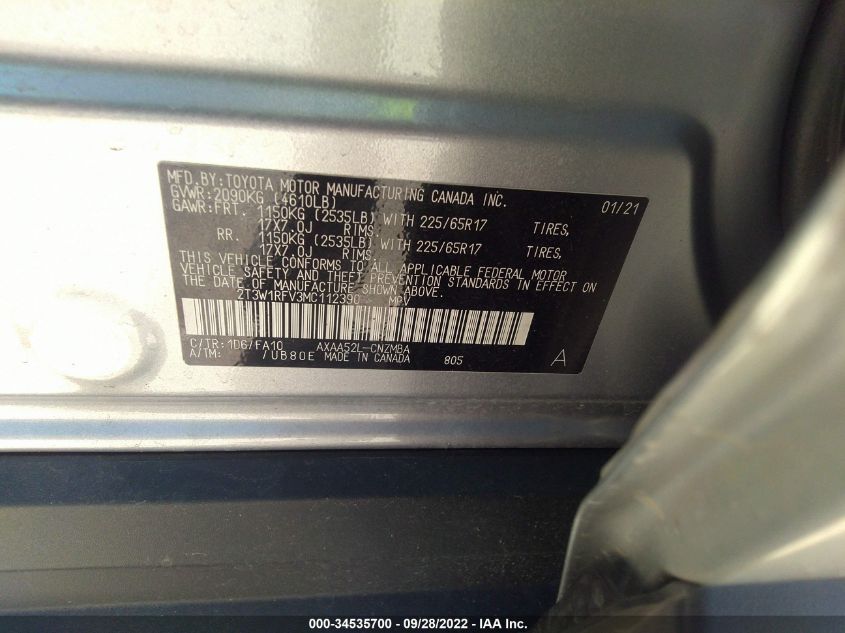 MFD.BY:TOYOTA MOTOR MANUFACTURING CANADA INC.
GVWR:2090KG (4610LB) 01/21
GAWR:FRT. 1150KG (2535LB) WITH 225/65R17 TIRES,
17X7.0J RIMS,
RR. 1150KG (2535LB) WITH 225/65R17 TIRES,
17X7.0J RIMS.
THIS VEHICLE CONFORMS TO ALL APPLICABLE FEDERAL MOTOR
VEHICLE SAFETY AND THEFT PREVENTION STANDARDS IN EFFECT ON
THE DATE OF MANUFACTURE SHOWN ABOVE.
2T3W1RFV3MC112390 MPV
C/TR:1D6/FA10 AXAA52L-CNZMBA
A/TM: /UB80E MADE IN CANADA 805 A
000-34535700 - 09/28/2022 - IAA Inc.